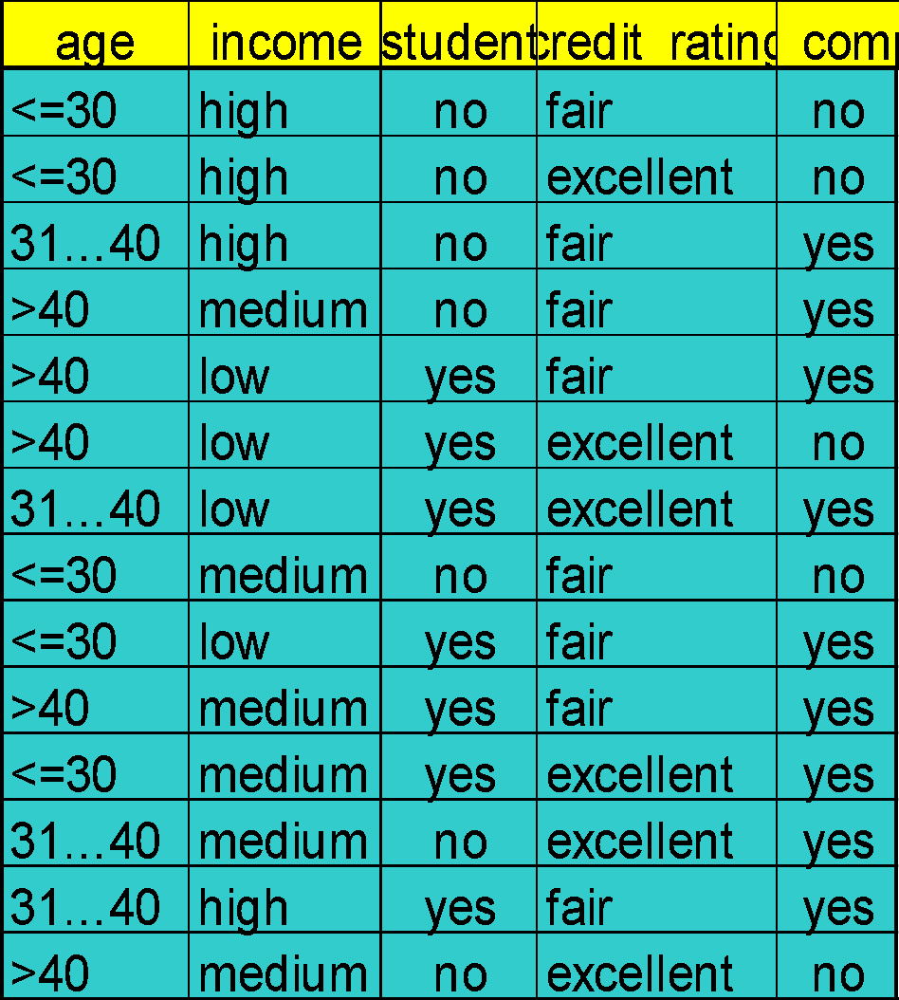 age income student credit rating comp
<=30 high no fair no
<=30 high no excellent no
31…40 high no fair yes
>40 medium no fair yes
>40 low yes fair yes
>40 low yes excellent no
31…40 low yes excellent yes
<=30 medium no fair no
<=30 low yes fair yes
>40 medium yes fair yes
<=30 medium yes excellent yes
31…40 medium no excellent yes
31…40 high yes fair yes
>40 medium no excellent no